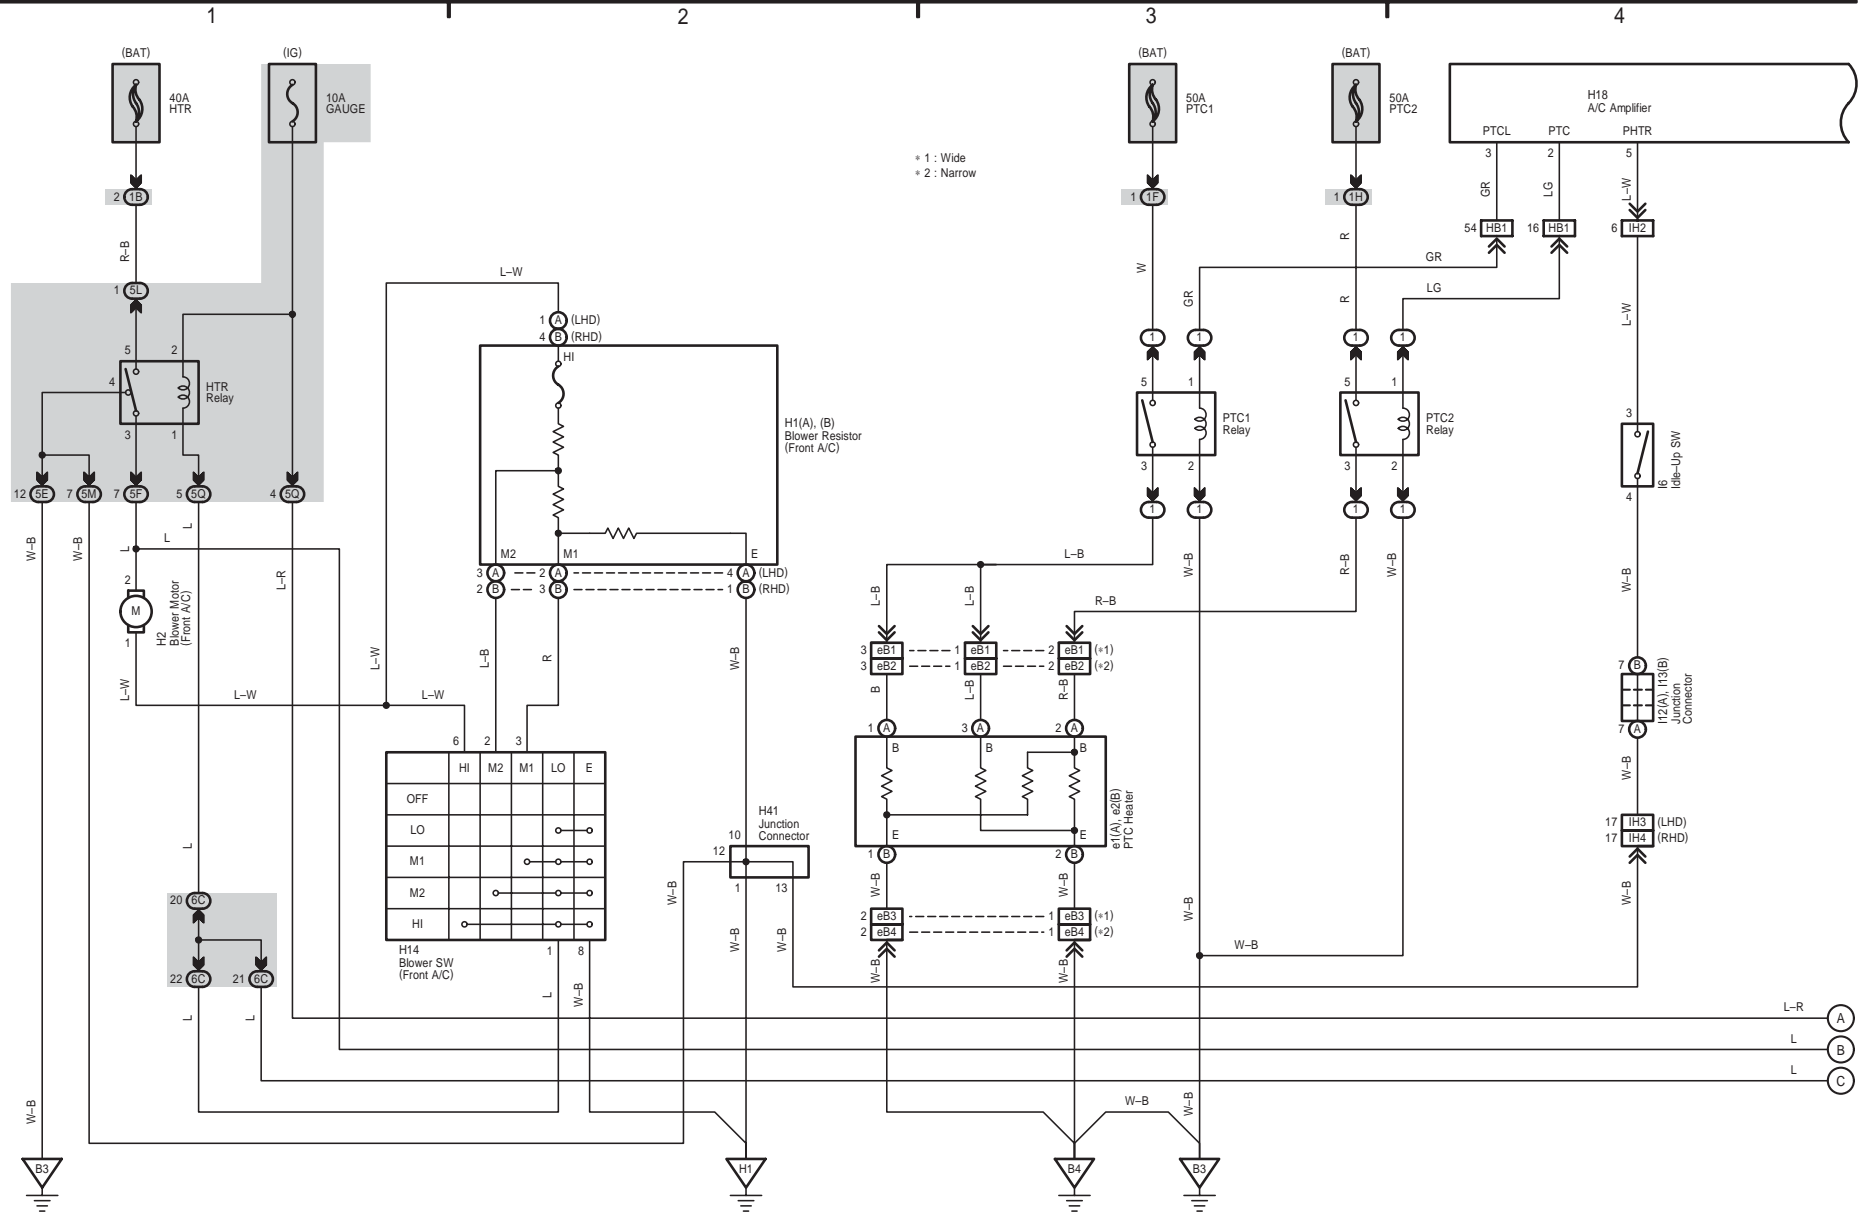 1 2 3 4
(BAT) (IG) (BAT) (BAT)
40A
HTR
10A
GAUGE
50A
PTC1
50A
PTC2
H18
A/C Amplifier
PTCL PTC PHTR
3 2 5
∗ 1 : Wide
∗ 2 : Narrow
GR LG L–W
2 1B
1 1F
1 1H
54 HB1 16 HB1 6 IH2
R–B
W
R
GR
LG
L–W
GR
R
L–W
1 5L
1 A (LHD)
4 B (RHD)
HI
1 1 1 1
5 2
4
HTR
Relay
3 1
5 1
PTC1
Relay
3 2
5 1
PTC2
Relay
3 2
3
I6
Idle–Up SW
4
H1(A), (B)
Blower Resistor
(Front A/C)
12 5E 7 5M 7 5F 5 5Q 4 5Q
1 1 1 1
L
W–B W–B L L
L–R
M2 M1 E
3 A 2 A 4 A (LHD)
2 B 3 B 1 B (RHD)
L–B
W–B R–B W–B
W–B
2
M
1
H2
Blower Motor
(Front A/C)
L–B L–B
R–B
3 eB1 1 eB1 2 eB1 (∗1)
3 eB2 1 eB2 2 eB2 (∗2)
B L–B R–B
L–W L–W L–W L–W
L–B R W–B
7 B
I12(A), I13(B)
Junction
Connector
7 A
W–B
1 A 3 A 2 A
B B B
E E
e1(A), e2(B)
PTC Heater
1 B 2 B
6 2 3
HI M2 M1 LO E
OFF
LO
M1
M2
HI
H14
Blower SW
(Front A/C)
1 8
H41
Junction
Connector
10
12
1 13
17 IH3 (LHD)
17 IH4 (RHD)
L
W–B
W–B W–B
W–B W–B
W–B
W–B
2 eB3 1 eB3 (∗1)
2 eB4 1 eB4 (∗2)
W–B W–B
W–B
20 6C
22 6C 21 6C
L L
L W–B
L–R A
L B
L C
W–B
W–B W–B
B3 H1 B4 B3